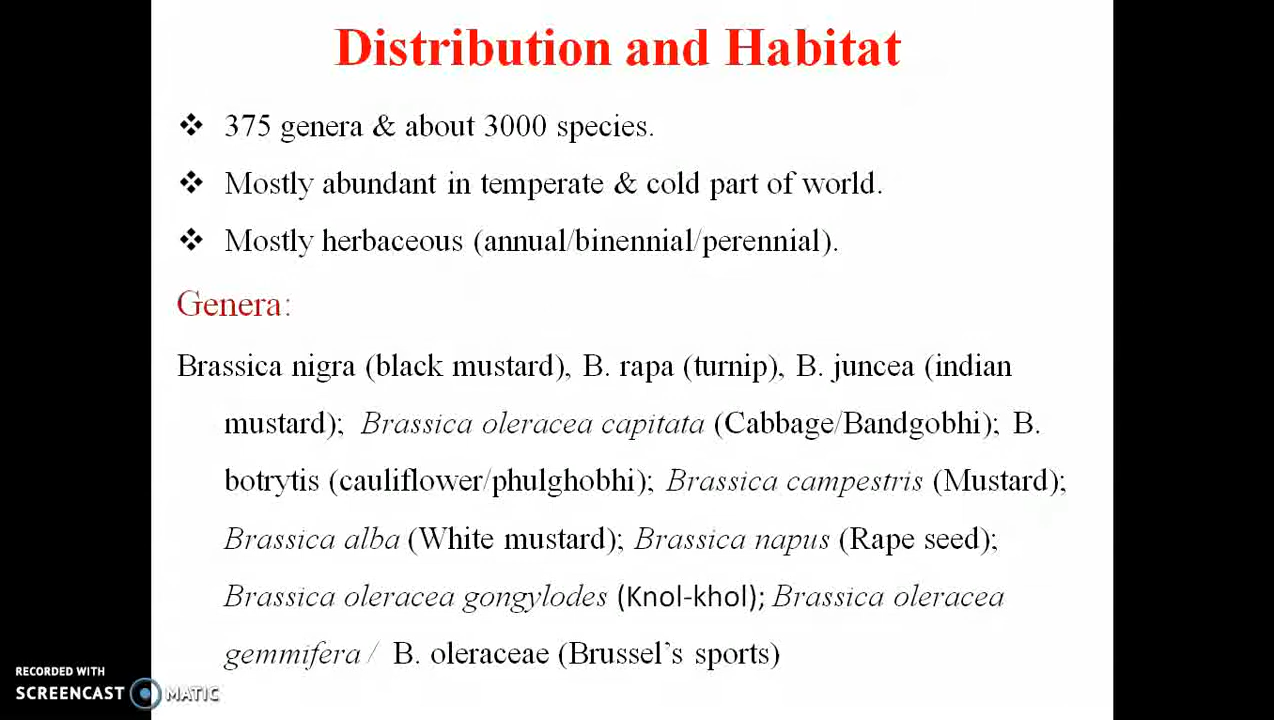 Distribution and Habitat
❖ 375 genera & about 3000 species.
❖ Mostly abundant in temperate & cold part of world.
❖ Mostly herbaceous (annual/binennial/perennial).
Genera:
Brassica nigra (black mustard), B. rapa (turnip), B. juncea (indian
mustard); Brassica oleracea capitata (Cabbage/Bandgobhi); B.
botrytis (cauliflower/phulghobhi); Brassica campestris (Mustard);
Brassica alba (White mustard); Brassica napus (Rape seed);
Brassica oleracea gongylodes (Knol-khol); Brassica oleracea
gemmifera / B. oleraceae (Brussel's sports)
RECORDED WITH
SCREENCAST MATIC